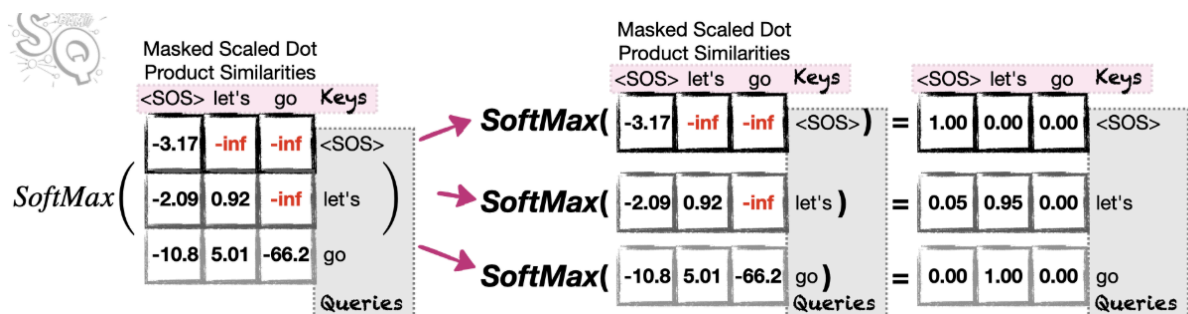 SQ
Masked Scaled Dot
Product Similarities
<SOS> let's go Keys
-3.17 -inf -inf <SOS>
SoftMax( -2.09 0.92 -inf let's )
-10.8 5.01 -66.2 go
Queries
Masked Scaled Dot
Product Similarities
<SOS> let's go Keys
SoftMax( -3.17 -inf -inf <SOS> ) =
SoftMax( -2.09 0.92 -inf let's ) =
SoftMax( -10.8 5.01 -66.2 go ) =
Queries
<SOS> let's go Keys
1.00 0.00 0.00 <SOS>
0.05 0.95 0.00 let's
0.00 1.00 0.00 go
Queries